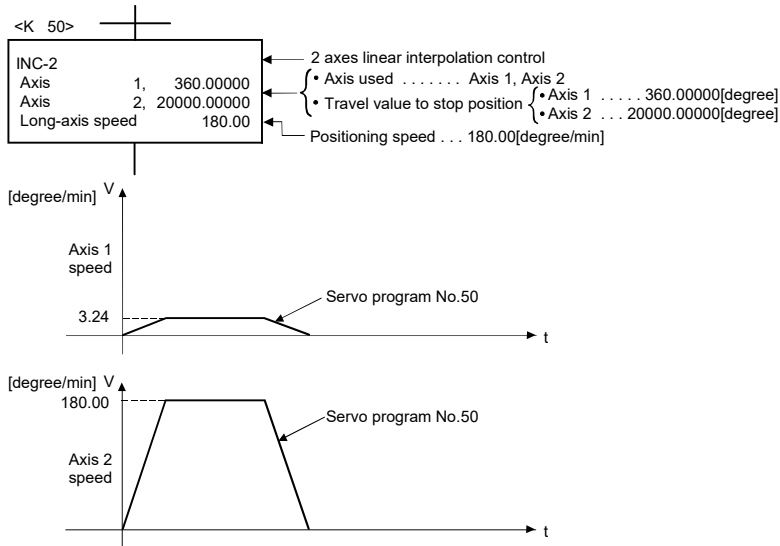 <K 50>
INC-2
Axis 1, 360.00000
Axis 2, 20000.00000
Long-axis speed 180.00
2 axes linear interpolation control
• Axis used . . . . . . . Axis 1, Axis 2
• Travel value to stop position
• Axis 1 . . . . . 360.00000[degree]
• Axis 2 . . . 20000.00000[degree]
Positioning speed . . . 180.00[degree/min]
[degree/min] V
Axis 1
speed
3.24
Servo program No.50
t
[degree/min] V
180.00
Axis 2
speed
Servo program No.50
t